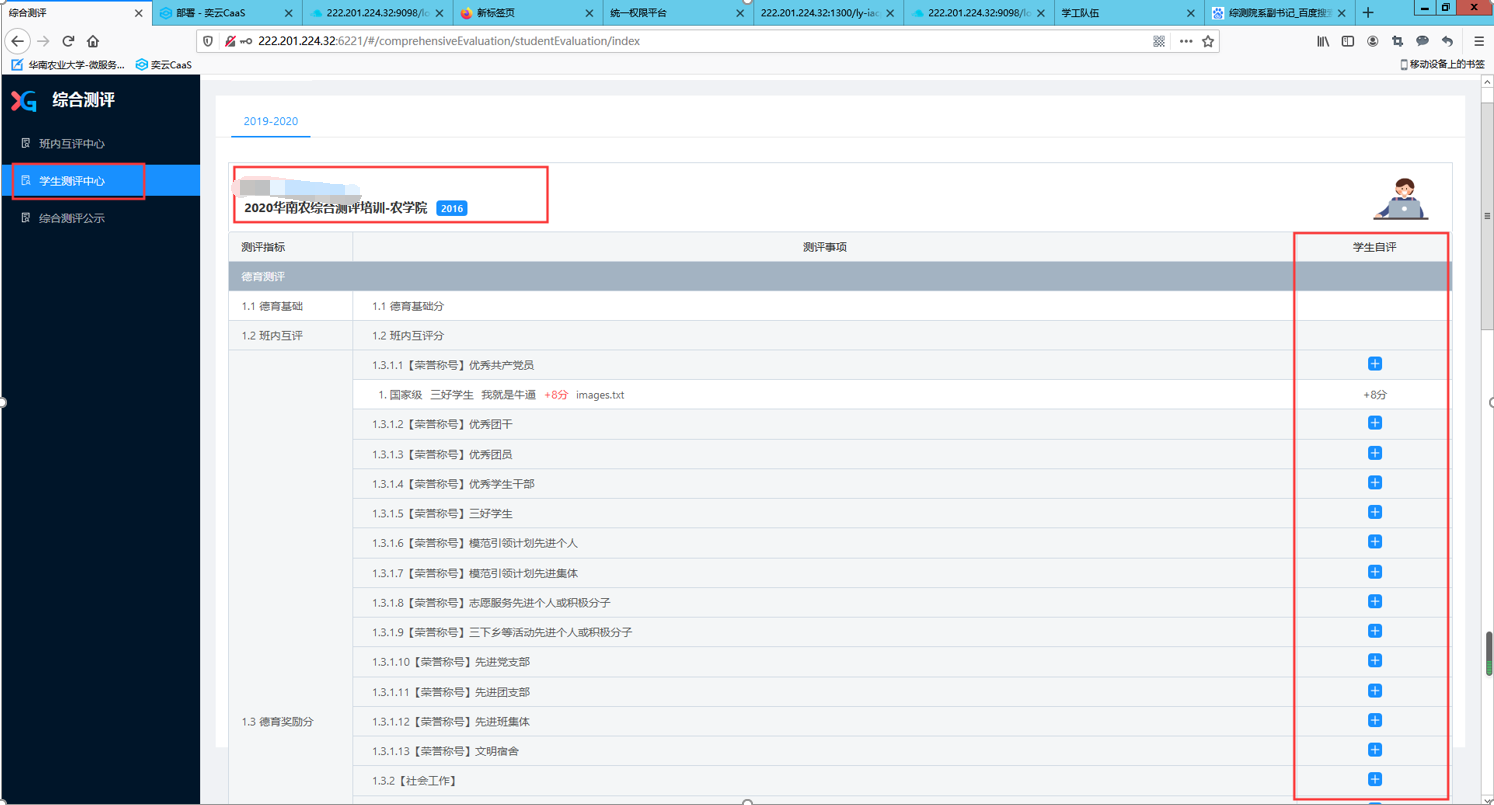 综合测评
部署 - 奕云CaaS
222.201.224.32:9098/lo
新标签页
统一权限平台
222.201.224.32:1300/ly-iac
222.201.224.32:9098/lo
学工队伍
综测院系副书记_百度搜
222.201.224.32:6221/#/comprehensiveEvaluation/studentEvaluation/index
华南农业大学-微服务...
奕云CaaS
移动设备上的书签
XG 综合测评
班内互评中心
学生测评中心
综合测评公示
2019-2020
2020华南农综合测评培训-农学院 2016
测评指标 测评事项 学生自评
德育测评
1.1 德育基础 1.1 德育基础分
1.2 班内互评 1.2 班内互评分
1.3.1.1【荣誉称号】优秀共产党员
1. 国家级 三好学生 我就是牛逼 +8分 images.txt +8分
1.3.1.2【荣誉称号】优秀团干
1.3.1.3【荣誉称号】优秀团员
1.3.1.4【荣誉称号】优秀学生干部
1.3.1.5【荣誉称号】三好学生
1.3.1.6【荣誉称号】模范引领计划先进个人
1.3.1.7【荣誉称号】模范引领计划先进集体
1.3.1.8【荣誉称号】志愿服务先进个人或积极分子
1.3.1.9【荣誉称号】三下乡等活动先进个人或积极分子
1.3.1.10【荣誉称号】先进党支部
1.3.1.11【荣誉称号】先进团支部
1.3 德育奖励分 1.3.1.12【荣誉称号】先进班集体
1.3.1.13【荣誉称号】文明宿舍
1.3.2【社会工作】